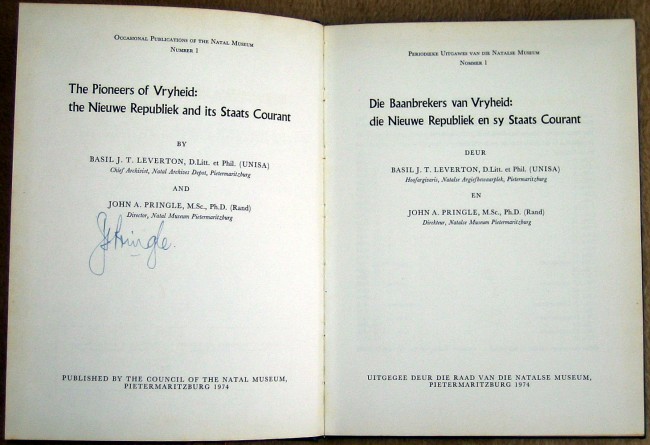 OCCASIONAL PUBLICATIONS OF THE NATAL MUSEUM
NUMBER 1
The Pioneers of Vryheid:
the Nieuwe Republiek and its Staats Courant
BY
BASIL J. T. LEVERTON, D.Litt. et Phil. (UNISA)
Chief Archivist, Natal Archives Depot, Pietermaritzburg
AND
JOHN A. PRINGLE, M.Sc., Ph.D. (Rand)
Director, Natal Museum Pietermaritzburg
JAPringle.
PUBLISHED BY THE COUNCIL OF THE NATAL MUSEUM,
PIETERMARITZBURG 1974
PERIODIEKE UITGAWES VAN DIE NATALSE MUSEUM
NOMMER 1
Die Baanbrekers van Vryheid:
die Nieuwe Republiek en sy Staats Courant
DEUR
BASIL J. T. LEVERTON, D.Litt. et Phil. (UNISA)
Hoofargivaris, Natalse Argiefbewaarplek, Pietermaritzburg
EN
JOHN A. PRINGLE, M.Sc., Ph.D. (Rand)
Direkteur, Natalse Museum Pietermaritzburg
UITGEGEE DEUR DIE RAAD VAN DIE NATALSE MUSEUM,
PIETERMARITZBURG 1974